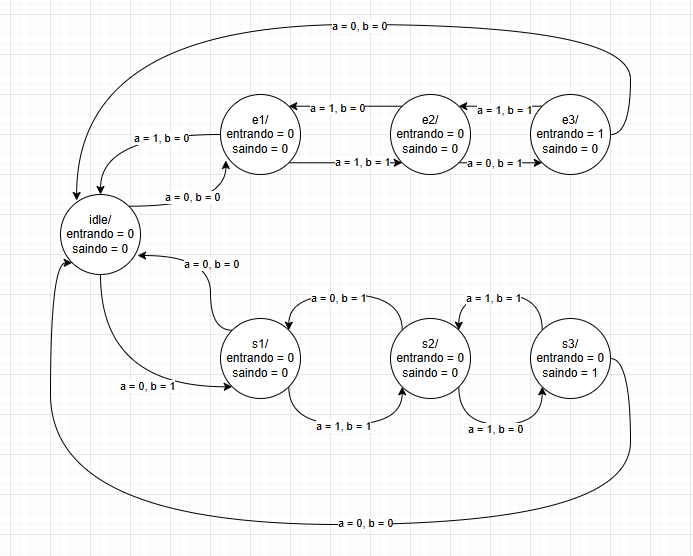 a = 0, b = 0
e1/
entrando = 0
saindo = 0
e2/
entrando = 0
saindo = 0
e3/
entrando = 1
saindo = 0
a = 1, b = 0
a = 1, b = 1
a = 1, b = 0
a = 1, b = 1
a = 0, b = 1
a = 0, b = 0
idle/
entrando = 0
saindo = 0
a = 0, b = 0
a = 0, b = 1
a = 1, b = 1
s1/
entrando = 0
saindo = 0
s2/
entrando = 0
saindo = 0
s3/
entrando = 0
saindo = 1
a = 0, b = 1
a = 1, b = 1
a = 1, b = 0
a = 0, b = 0